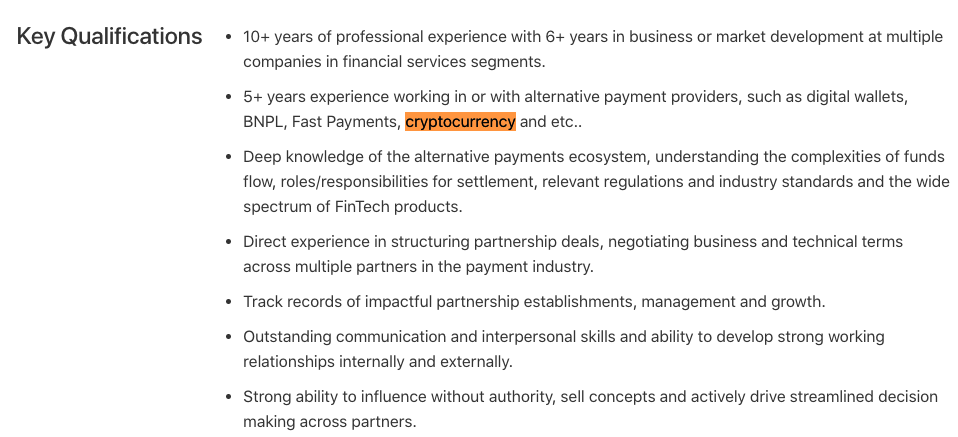 Key Qualifications
10+ years of professional experience with 6+ years in business or market development at multiple
companies in financial services segments.
5+ years experience working in or with alternative payment providers, such as digital wallets,
BNPL, Fast Payments, cryptocurrency and etc..
Deep knowledge of the alternative payments ecosystem, understanding the complexities of funds
flow, roles/responsibilities for settlement, relevant regulations and industry standards and the wide
spectrum of FinTech products.
Direct experience in structuring partnership deals, negotiating business and technical terms
across multiple partners in the payment industry.
Track records of impactful partnership establishments, management and growth.
Outstanding communication and interpersonal skills and ability to develop strong working
relationships internally and externally.
Strong ability to influence without authority, sell concepts and actively drive streamlined decision
making across partners.